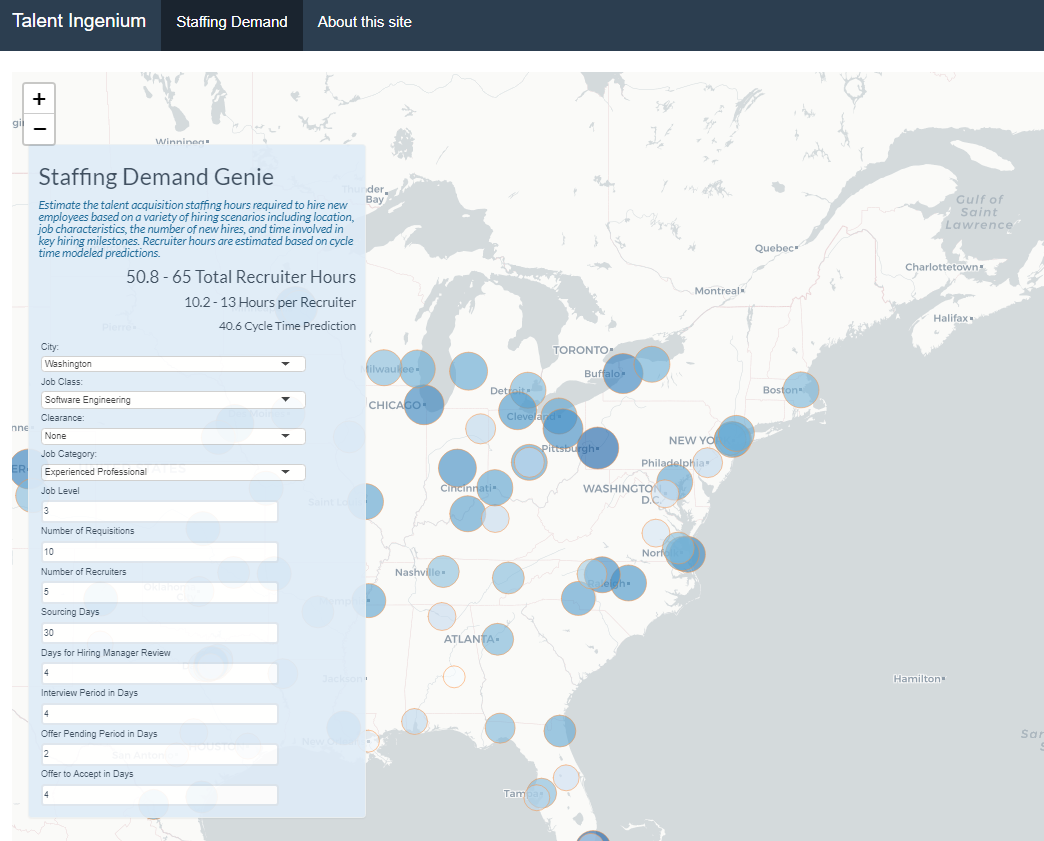 Talent Ingenium
Staffing Demand
About this site
+
−
Winnipeg
Staffing Demand Genie
Estimate the talent acquisition staffing hours required to hire new
employees based on a variety of hiring scenarios including location,
job characteristics, the number of new hires, and time involved in
key hiring milestones. Recruiter hours are estimated based on cycle
time modeled predictions.
50.8 - 65 Total Recruiter Hours
10.2 - 13 Hours per Recruiter
40.6 Cycle Time Prediction
City:
Washington
Job Class:
Software Engineering
Clearance:
None
Job Category:
Experienced Professional
Job Level
3
Number of Requisitions
10
Number of Recruiters
5
Sourcing Days
30
Days for Hiring Manager Review
4
Interview Period in Days
4
Offer Pending Period in Days
2
Offer to Accept in Days
4
Thunder
Bay
Gulf of
Saint
Lawrence
Quebec
Charlottetown
Montreal
Halifax
Pierre
TORONTO
Milwaukee
Buffalo
Detroit
Boston
CHICAGO
Cleveland
NEW YO
Pittsburgh
Philadelphia
WASHINGTON
D.C.
Cincinnati
Saint Lou
Norfolk
Nashville
Raleigh
ATLANTA
Jackson
Hamilton
HOUSTON
New Orleans
San Antonio
Tampa